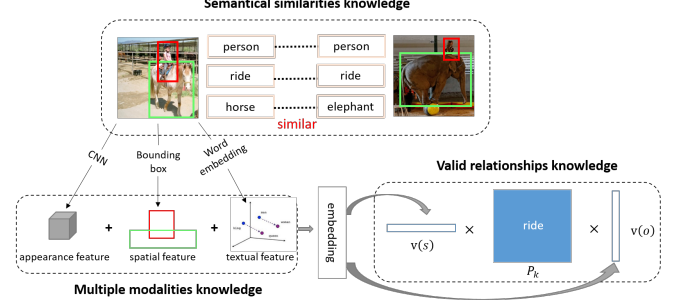 Semantical similarities knowledge
person person
ride ride
horse elephant
similar
CNN
Bounding
box
Word
embedding
Valid relationships knowledge
+ +
appearance feature spatial feature textual feature
embedding
v(s) × ride × v(o)
P_k
Multiple modalities knowledge